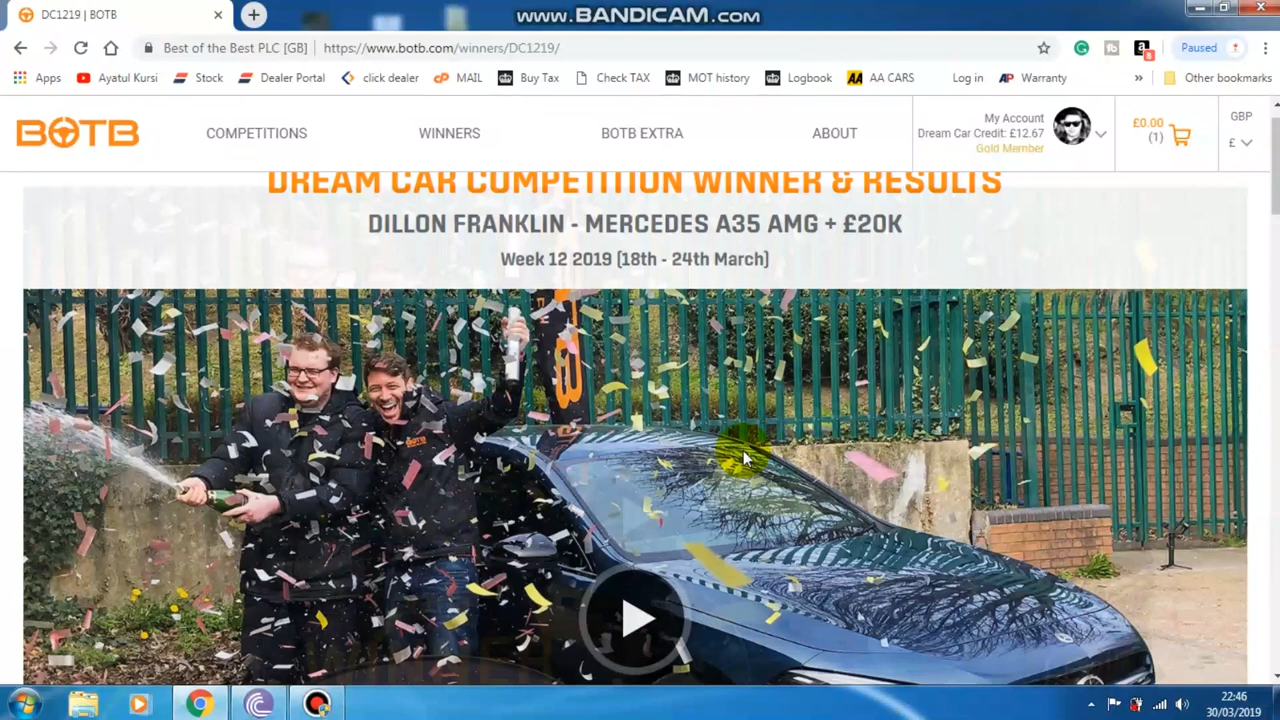 www.BANDICAM.com
DC1219 | BOTB
Best of the Best PLC [GB] https://www.botb.com/winners/DC1219/
Paused
Apps Ayatul Kursi Stock Dealer Portal click dealer MAIL Buy Tax Check TAX MOT history Logbook AA CARS Log in Warranty » Other bookmarks
BOTB
COMPETITIONS WINNERS BOTB EXTRA ABOUT
My Account
Dream Car Credit: £12.67
Gold Member
£0.00
(1)
GBP
£
DREAM CAR COMPETITION WINNER & RESULTS
DILLON FRANKLIN - MERCEDES A35 AMG + £20K
Week 12 2019 (18th - 24th March)
BOTB
22:46
30/03/2019